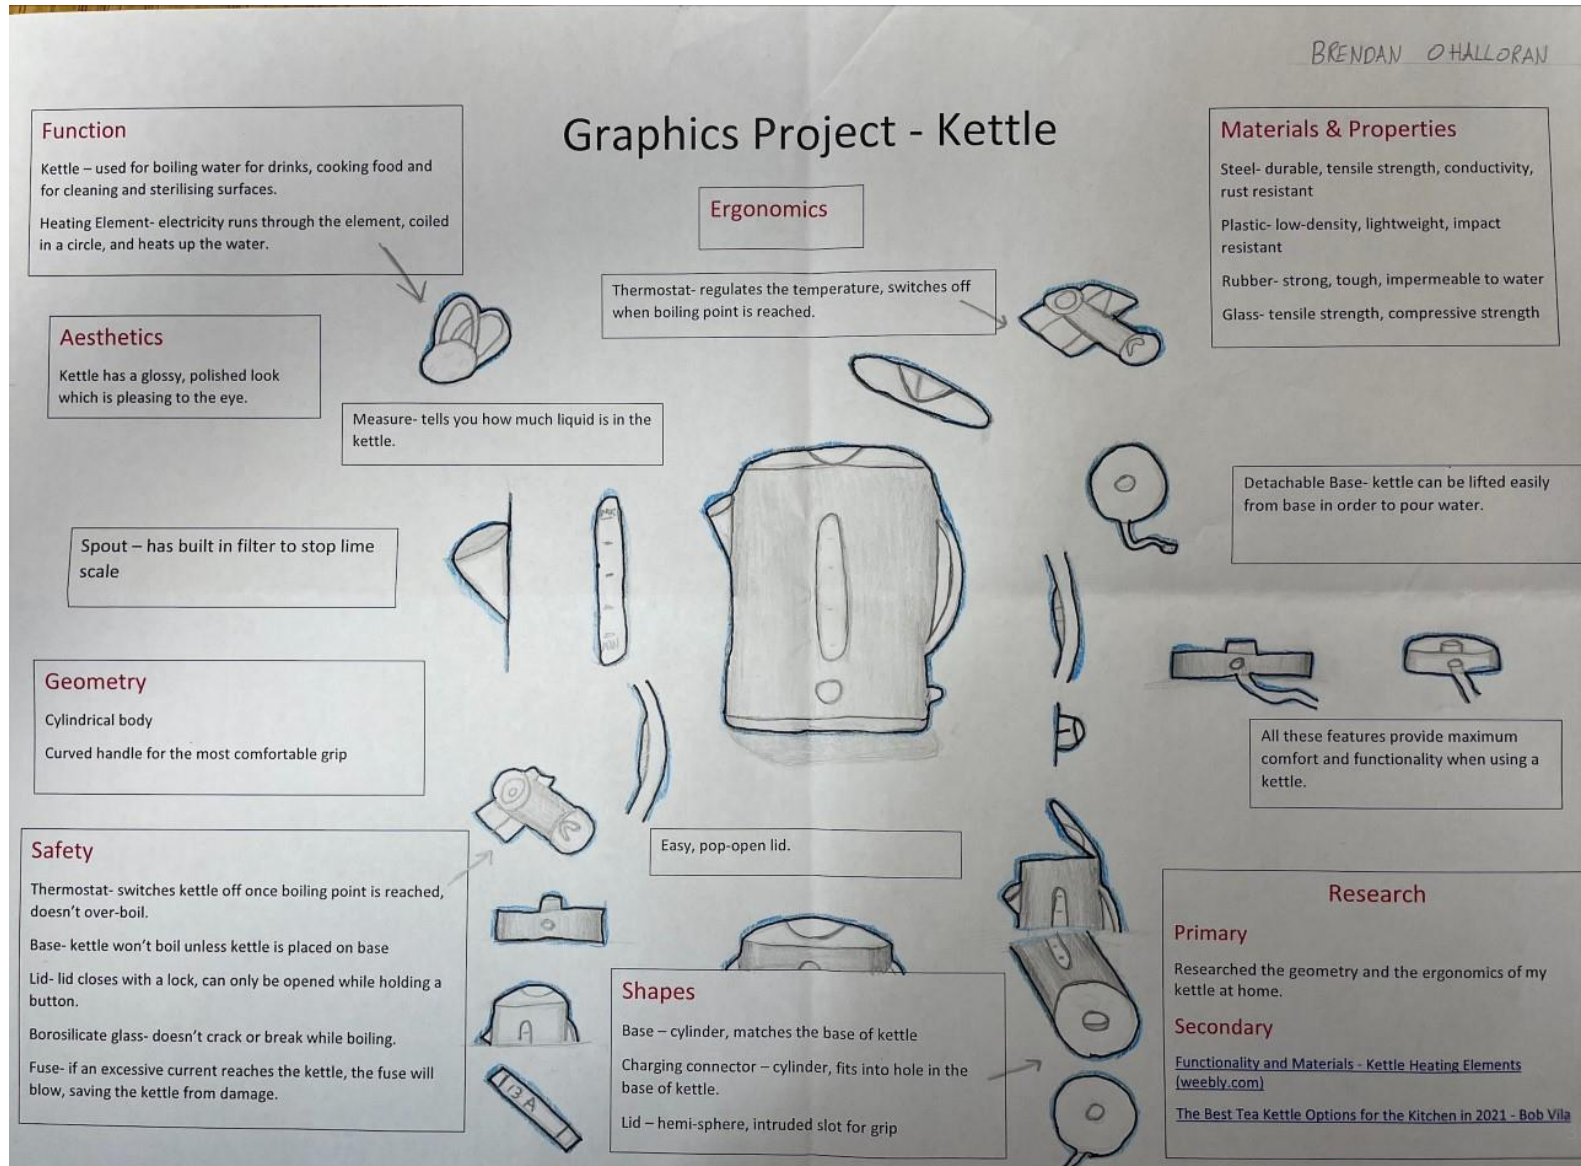 BRENDAN O HALLORAN
Graphics Project - Kettle
Function
Kettle – used for boiling water for drinks, cooking food and
for cleaning and sterilising surfaces.
Heating Element- electricity runs through the element, coiled
in a circle, and heats up the water.
Ergonomics
Materials & Properties
Steel- durable, tensile strength, conductivity,
rust resistant
Plastic- low-density, lightweight, impact
resistant
Rubber- strong, tough, impermeable to water
Glass- tensile strength, compressive strength
Thermostat- regulates the temperature, switches off
when boiling point is reached.
Aesthetics
Kettle has a glossy, polished look
which is pleasing to the eye.
Measure- tells you how much liquid is in the
kettle.
Detachable Base- kettle can be lifted easily
from base in order to pour water.
Spout – has built in filter to stop lime
scale
MAX
Geometry
Cylindrical body
Curved handle for the most comfortable grip
All these features provide maximum
comfort and functionality when using a
kettle.
Easy, pop-open lid.
Safety
Thermostat- switches kettle off once boiling point is reached,
doesn't over-boil.
Base- kettle won't boil unless kettle is placed on base
Lid- lid closes with a lock, can only be opened while holding a
button.
Borosilicate glass- doesn't crack or break while boiling.
Fuse- if an excessive current reaches the kettle, the fuse will
blow, saving the kettle from damage.
13 A
Shapes
Base – cylinder, matches the base of kettle
Charging connector – cylinder, fits into hole in the
base of kettle.
Lid – hemi-sphere, intruded slot for grip
Research
Primary
Researched the geometry and the ergonomics of my
kettle at home.
Secondary
Functionality and Materials - Kettle Heating Elements
(weebly.com)
The Best Tea Kettle Options for the Kitchen in 2021 - Bob Vila